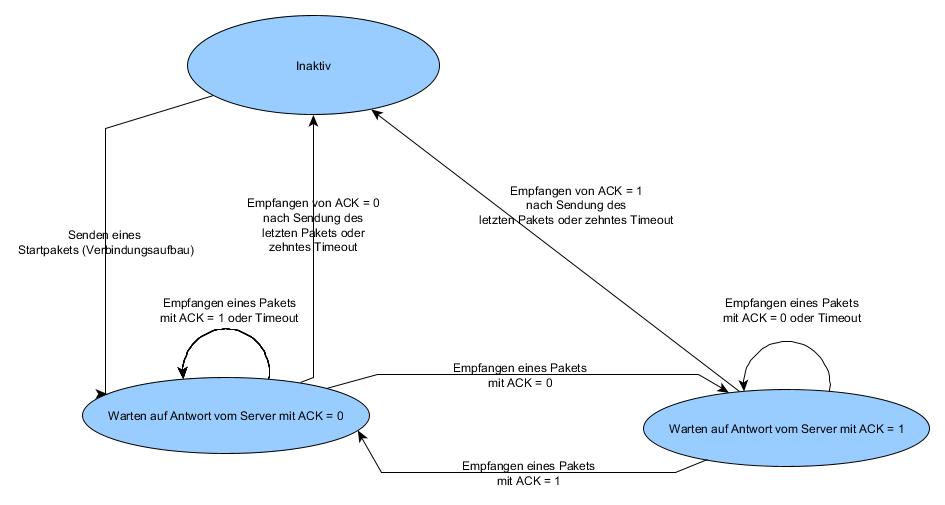 Inaktiv
Empfangen von ACK = 1
nach Sendung des
letzten Pakets oder zehntes Timeout
Empfangen von ACK = 0
nach Sendung des
letzten Pakets oder
zehntes Timeout
Senden eines
Startpakets (Verbindungsaufbau)
Empfangen eines Pakets
mit ACK = 1 oder Timeout
Empfangen eines Pakets
mit ACK = 0 oder Timeout
Empfangen eines Pakets
mit ACK = 0
Warten auf Antwort vom Server mit ACK = 0
Warten auf Antwort vom Server mit ACK = 1
Empfangen eines Pakets
mit ACK = 1